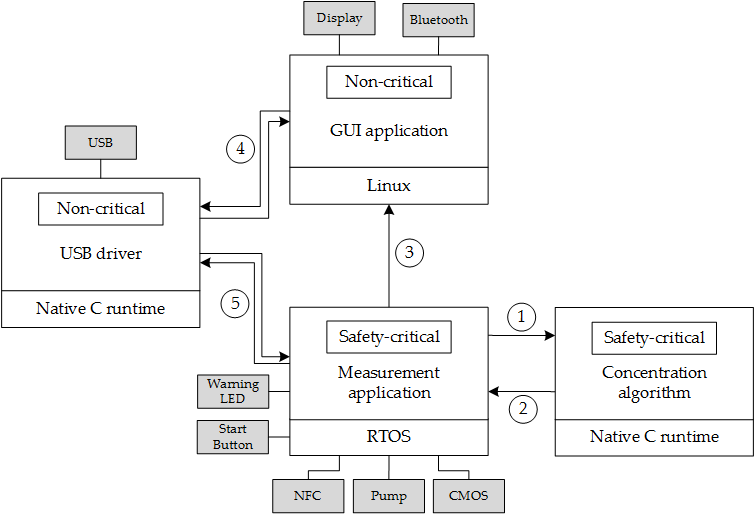 Display
Bluetooth
Non-critical
GUI application
Linux
USB
4
Non-critical
USB driver
Native C runtime
3
5
1
Safety-critical
Measurement
application
RTOS
Safety-critical
Concentration
algorithm
Native C runtime
2
Warning
LED
Start
Button
NFC
Pump
CMOS